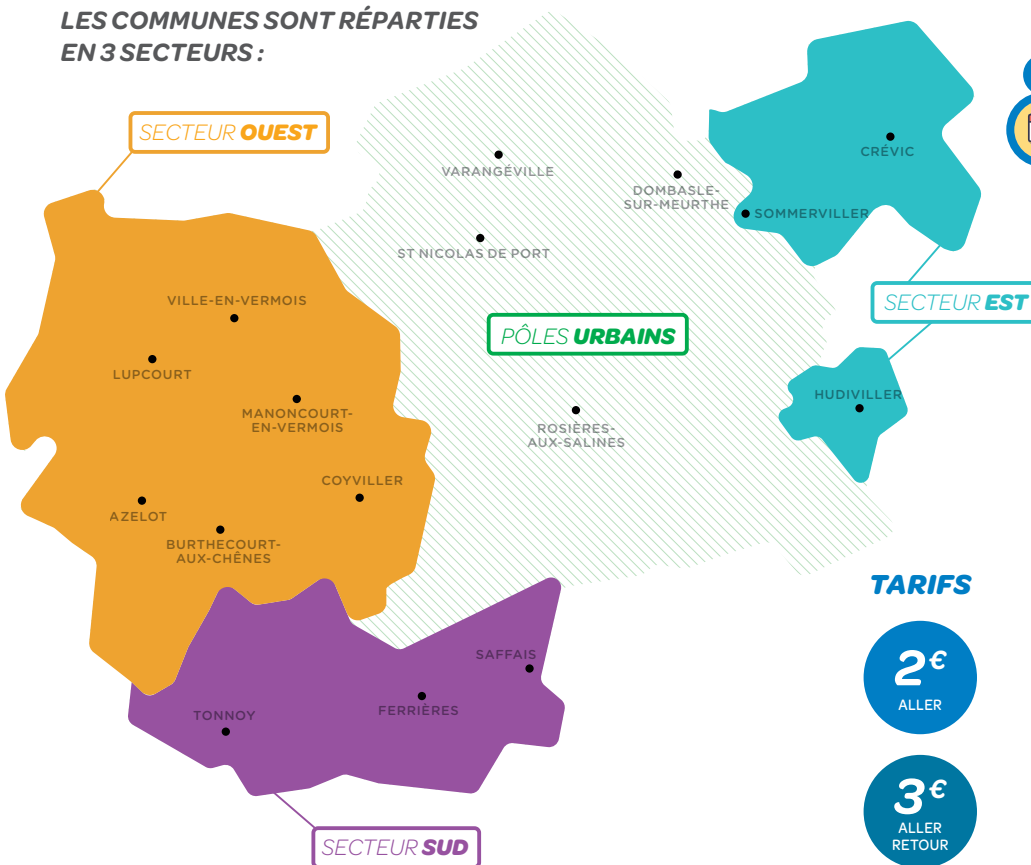 LES COMMUNES SONT RÉPARTIES
EN 3 SECTEURS :
SECTEUR OUEST
VARANGÉVILLE
DOMBASLE-
SUR-MEURTHE
CRÉVIC
SOMMERVILLER
ST NICOLAS DE PORT
SECTEUR EST
VILLE-EN-VERMOIS
PÔLES URBAINS
LUPCOURT
MANONCOURT-
EN-VERMOIS
HUDIVILLER
ROSIÈRES-
AUX-SALINES
COYVILLER
AZELOT
BURTHECOURT-
AUX-CHÊNES
SAFFAIS
FERRIÈRES
TONNOY
SECTEUR SUD
TARIFS
2€
ALLER
3€
ALLER
RETOUR